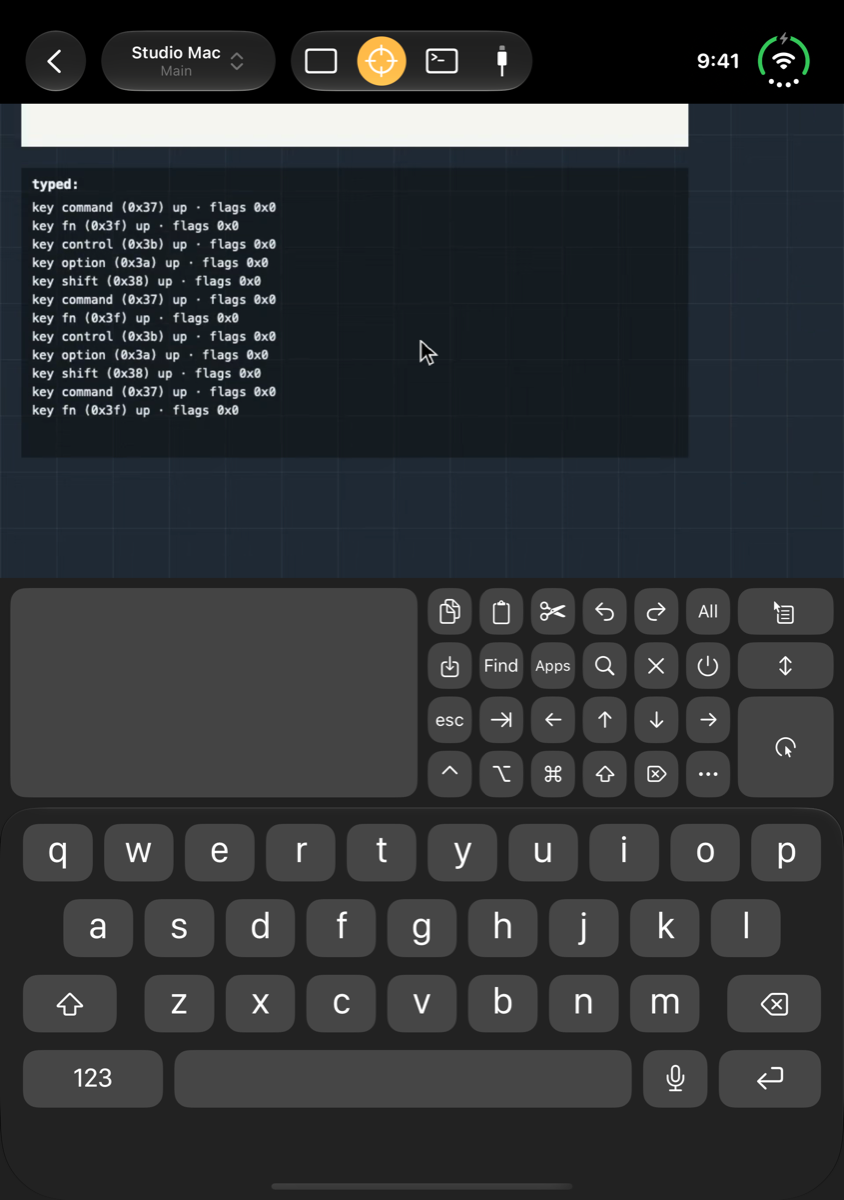 Studio Mac
Main
9:41
typed:
key command (0x37) up · flags 0x0
key fn (0x3f) up · flags 0x0
key control (0x3b) up · flags 0x0
key option (0x3a) up · flags 0x0
key shift (0x38) up · flags 0x0
key command (0x37) up · flags 0x0
key fn (0x3f) up · flags 0x0
key control (0x3b) up · flags 0x0
key option (0x3a) up · flags 0x0
key shift (0x38) up · flags 0x0
key command (0x37) up · flags 0x0
key fn (0x3f) up · flags 0x0
All
Find Apps
esc
q w e r t y u i o p
a s d f g h j k l
z x c v b n m
123